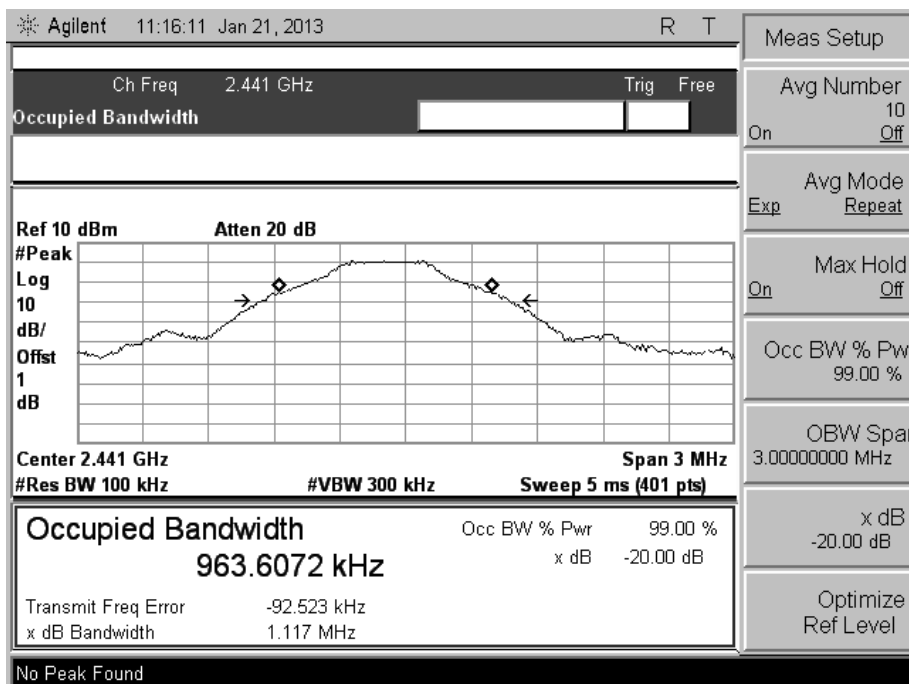 Agilent 11:16:11 Jan 21, 2013 R T
Meas Setup
Ch Freq 2.441 GHz Trig Free
Occupied Bandwidth
Avg Number
10
On Off
Avg Mode
Exp Repeat
Max Hold
On Off
Occ BW % Pwr
99.00 %
OBW Span
3.00000000 MHz
x dB
-20.00 dB
Optimize
Ref Level
Ref 10 dBm Atten 20 dB
#Peak
Log
10
dB/
Offst
1
dB
Center 2.441 GHz Span 3 MHz
#Res BW 100 kHz #VBW 300 kHz Sweep 5 ms (401 pts)
Occupied Bandwidth
963.6072 kHz
Occ BW % Pwr 99.00 %
x dB -20.00 dB
Transmit Freq Error -92.523 kHz
x dB Bandwidth 1.117 MHz
No Peak Found